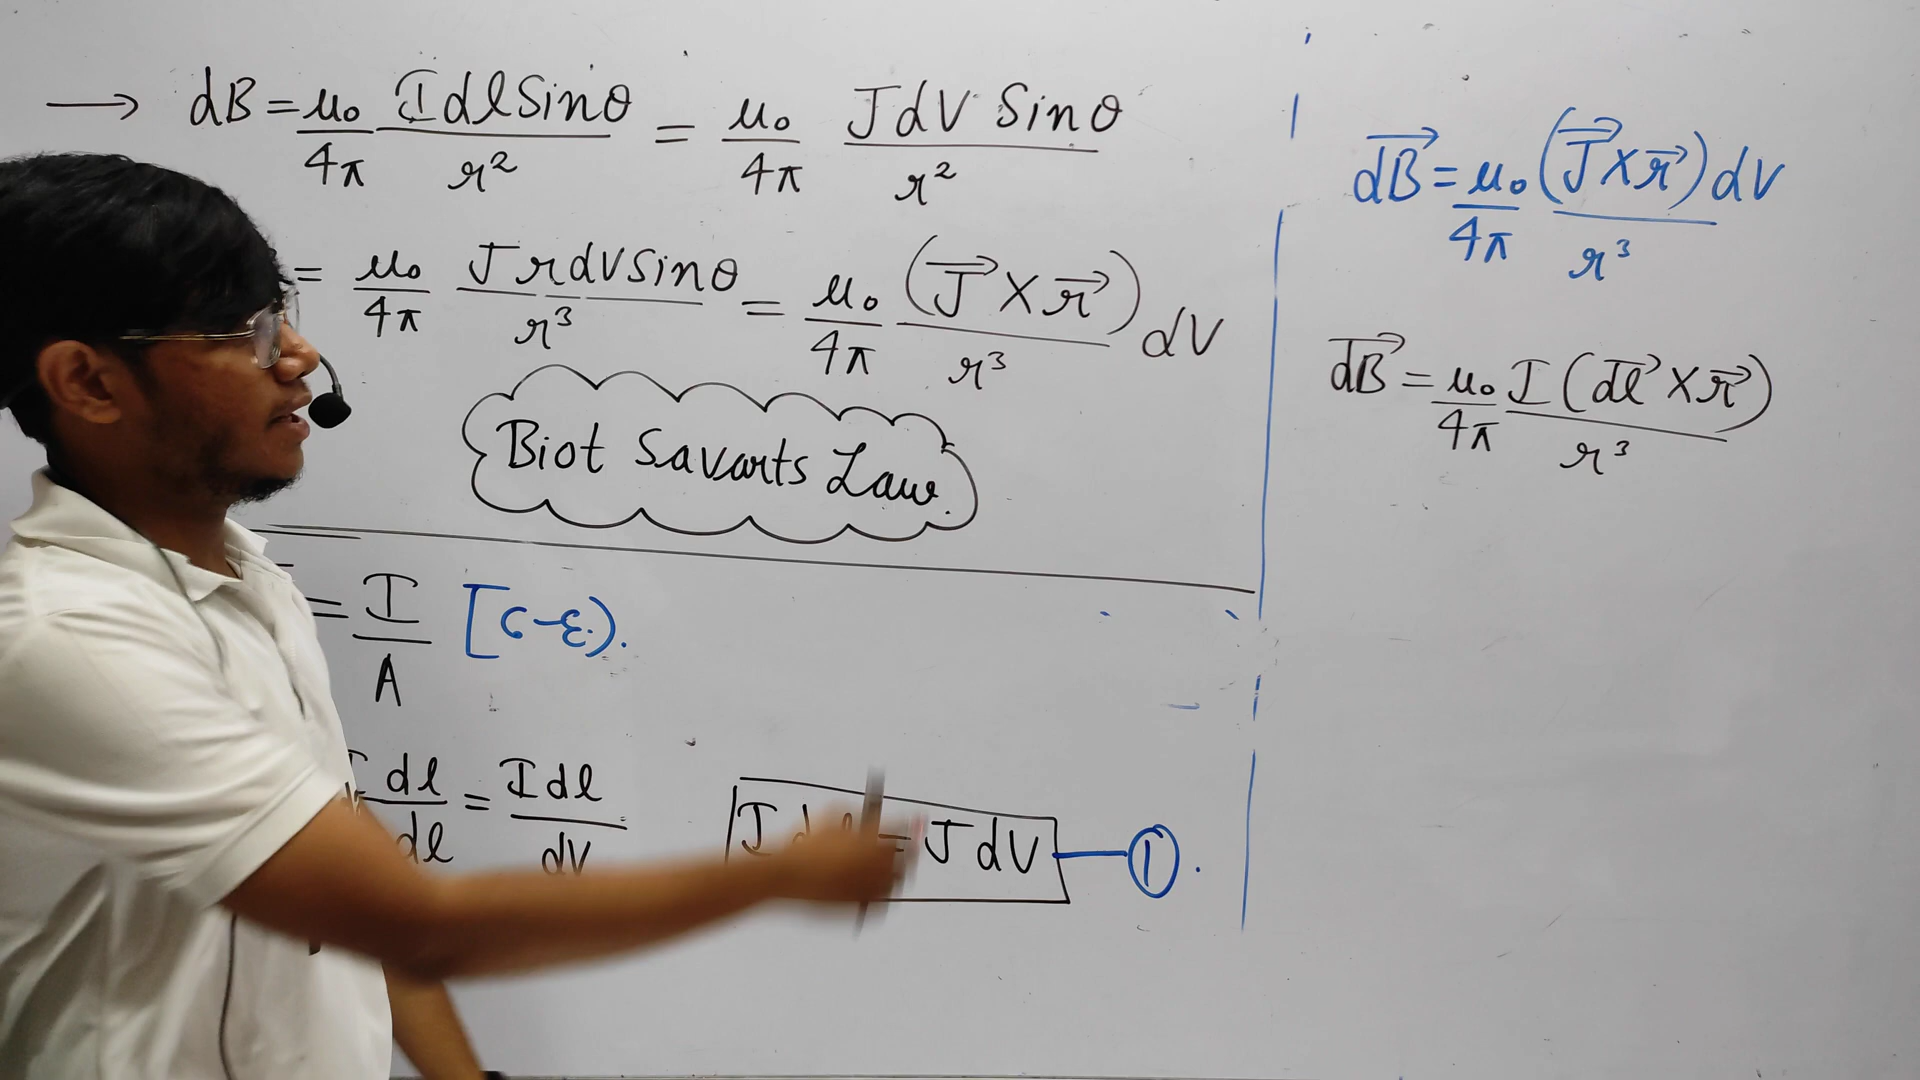 → dB = μ₀/4π I dl Sinθ/r² = μ₀/4π J dV Sinθ/r²
= μ₀/4π J r dV Sinθ/r³ = μ₀/4π (J⃗ × r⃗)/r³ dV
Biot Savarts Law.
= I/A
I dl/dl = I dl/dV
= J dV — ①.
dB⃗ = μ₀/4π (J⃗ × r⃗) dV/r³
dB⃗ = μ₀/4π I (dl⃗ × r⃗)/r³